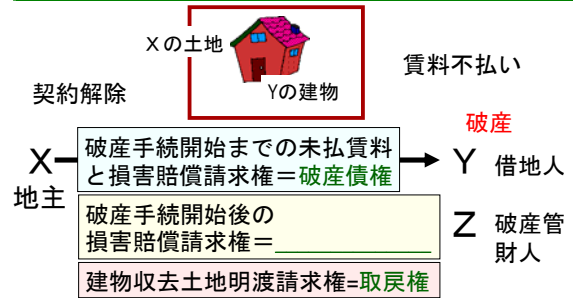 Xの土地
Yの建物
賃料不払い
契約解除
破産
X
地主
破産手続開始までの未払賃料
と損害賠償請求権＝破産債権
Y 借地人
破産手続開始後の
損害賠償請求権＝
Z 破産管
財人
建物収去土地明渡請求権=取戻権